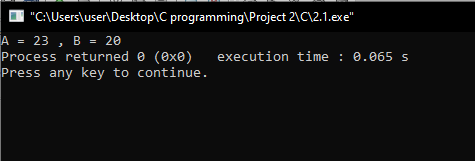 "C:\Users\user\Desktop\C programming\Project 2\C\2.1.exe"
A = 23 , B = 20
Process returned 0 (0x0)   execution time : 0.065 s
Press any key to continue.